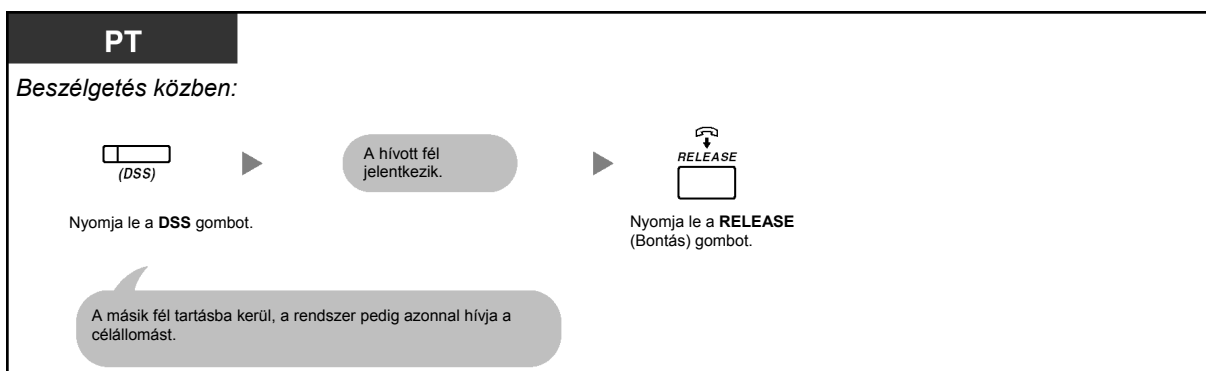 PT
Beszélgetés közben:
(DSS)
A hívott fél
jelentkezik.
RELEASE
Nyomja le a DSS gombot.
Nyomja le a RELEASE
(Bontás) gombot.
A másik fél tartásba kerül, a rendszer pedig azonnal hívja a
célállomást.